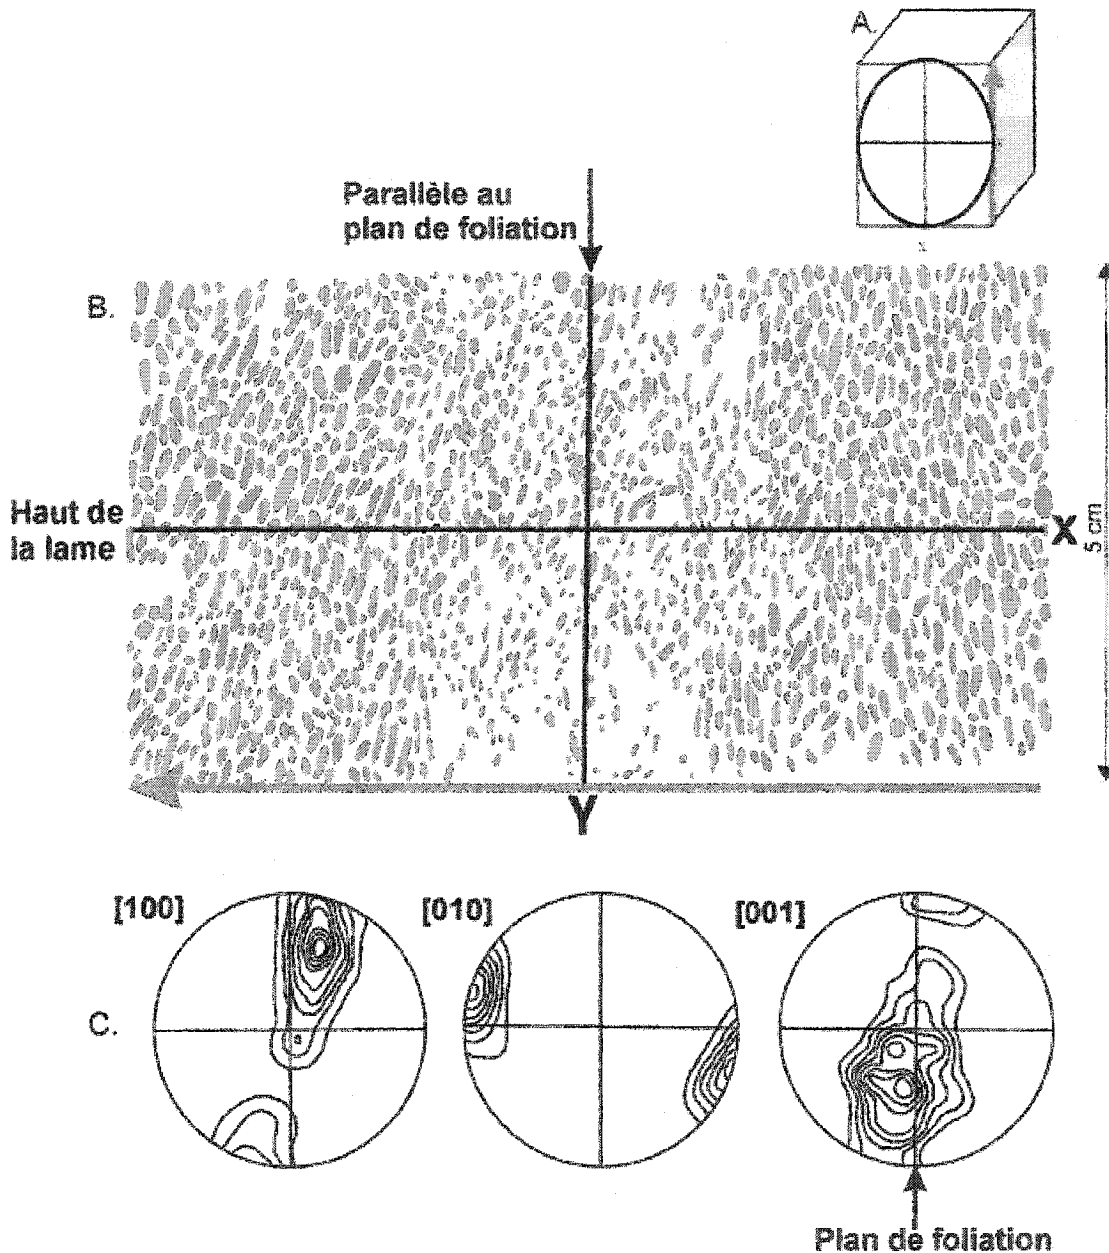 A.
Parallèle au
plan de foliation
B.
Haut de
la lame
X
5 cm
Y
[100]
[010]
[001]
C.
Plan de foliation